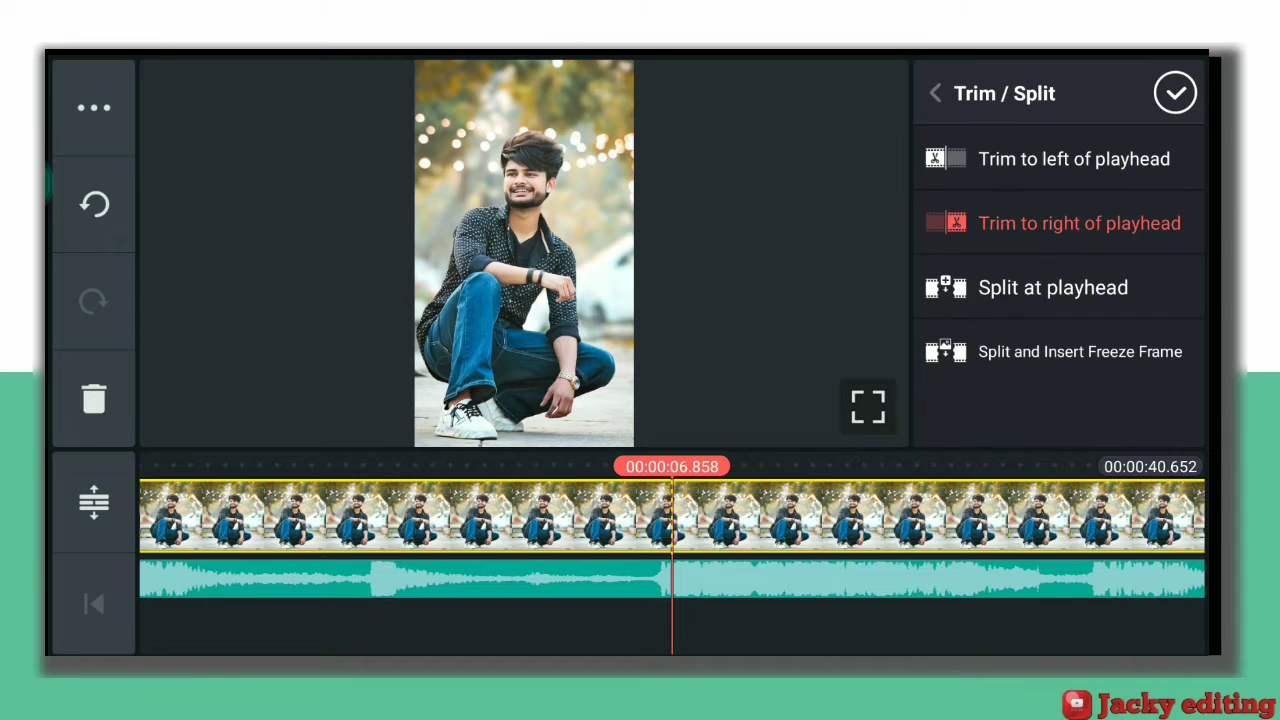 Trim / Split
Trim to left of playhead
Trim to right of playhead
Split at playhead
Split and Insert Freeze Frame
00:00:06.858
00:00:40.652
Jacky editing